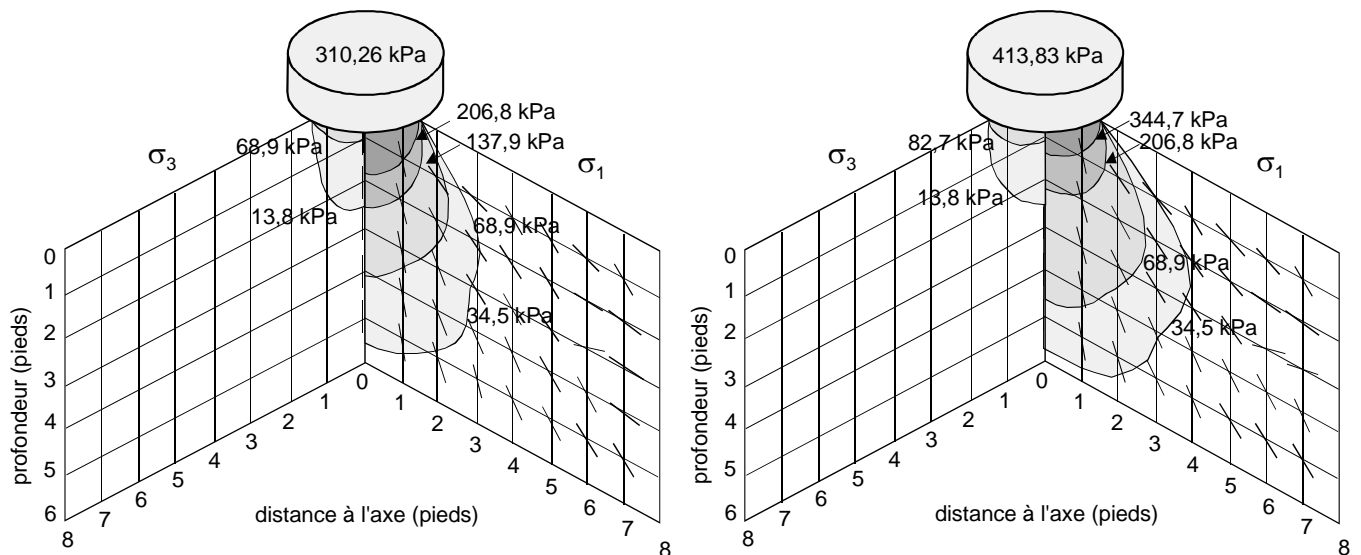 310,26 kPa
206,8 kPa
137,9 kPa
68,9 kPa
σ3
σ1
13,8 kPa
68,9 kPa
34,5 kPa
0
1
2
3
4
5
6
profondeur (pieds)
8
7
6
5
4
3
2
1
0
1
2
3
4
5
6
7
8
distance à l'axe (pieds)
413,83 kPa
344,7 kPa
206,8 kPa
82,7 kPa
σ3
σ1
13,8 kPa
68,9 kPa
34,5 kPa
0
1
2
3
4
5
6
profondeur (pieds)
8
7
6
5
4
3
2
1
0
1
2
3
4
5
6
7
8
distance à l'axe (pieds)